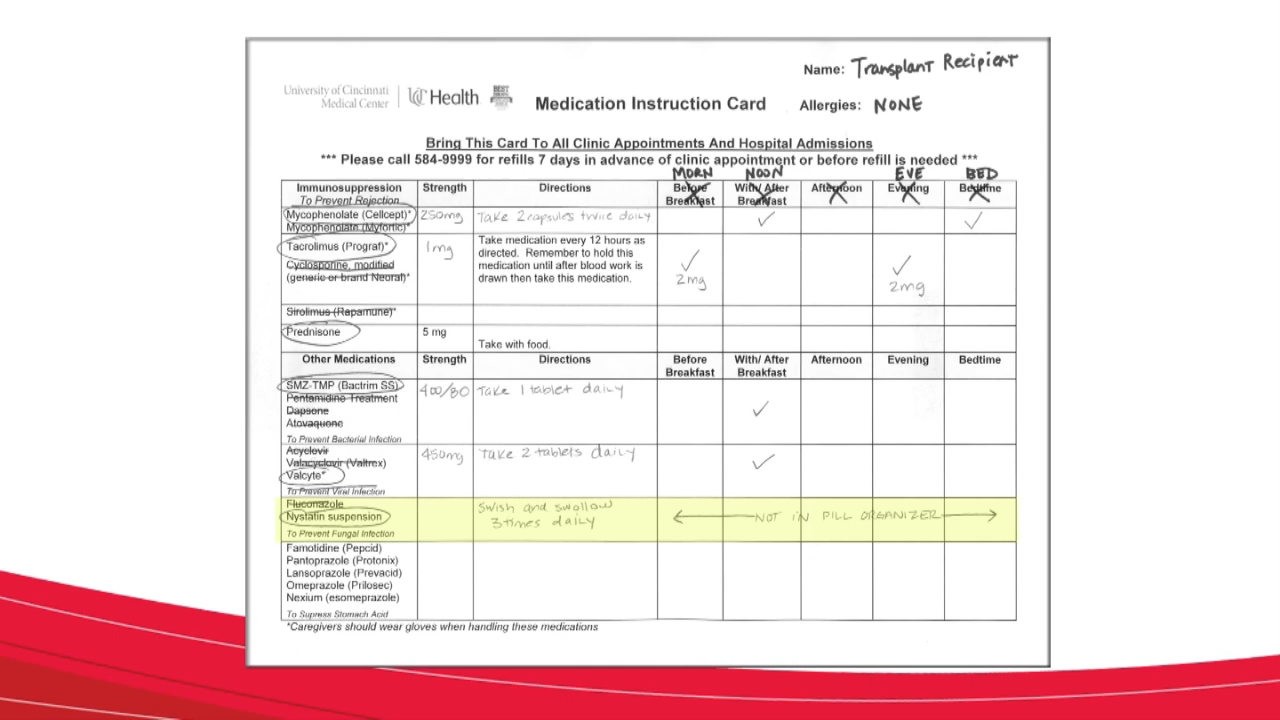 Name: Transplant Recipient
University of Cincinnati
Medical Center
UC Health
Medication Instruction Card
Allergies: NONE
Bring This Card To All Clinic Appointments And Hospital Admissions
*** Please call 584-9999 for refills 7 days in advance of clinic appointment or before refill is needed ***
MORN NOON EVE BED
Immunosuppression Strength Directions Before With/ After Afternoon Evening Bedtime
To Prevent Rejection Breakfast Breakfast
Mycophenolate (Cellcept)* 250mg Take 2 capsules twice daily ✓ ✓
Mycophenolate (Myfortic)*
Tacrolimus (Prograf)* 1mg Take medication every 12 hours as
directed. Remember to hold this
Cyclosporine, modified medication until after blood work is ✓ ✓
(generic or brand Neoral)* drawn then take this medication. 2mg 2mg
Sirolimus (Rapamune)*
Prednisone 5 mg
Take with food.
Other Medications Strength Directions Before With/ After Afternoon Evening Bedtime
Breakfast Breakfast
SMZ-TMP (Bactrim SS) 400/80 Take 1 tablet daily
Pentamidine Treatment
Dapsone ✓
Atovaquone
To Prevent Bacterial Infection
Acyclovir 450mg Take 2 tablets daily
Valacyclovir (Valtrex) ✓
Valcyte*
To Prevent Viral Infection
Fluconazole Swish and swallow
Nystatin suspension 3 times daily NOT IN PILL ORGANIZER
To Prevent Fungal Infection
Famotidine (Pepcid)
Pantoprazole (Protonix)
Lansoprazole (Prevacid)
Omeprazole (Prilosec)
Nexium (esomeprazole)
To Supress Stomach Acid
*Caregivers should wear gloves when handling these medications